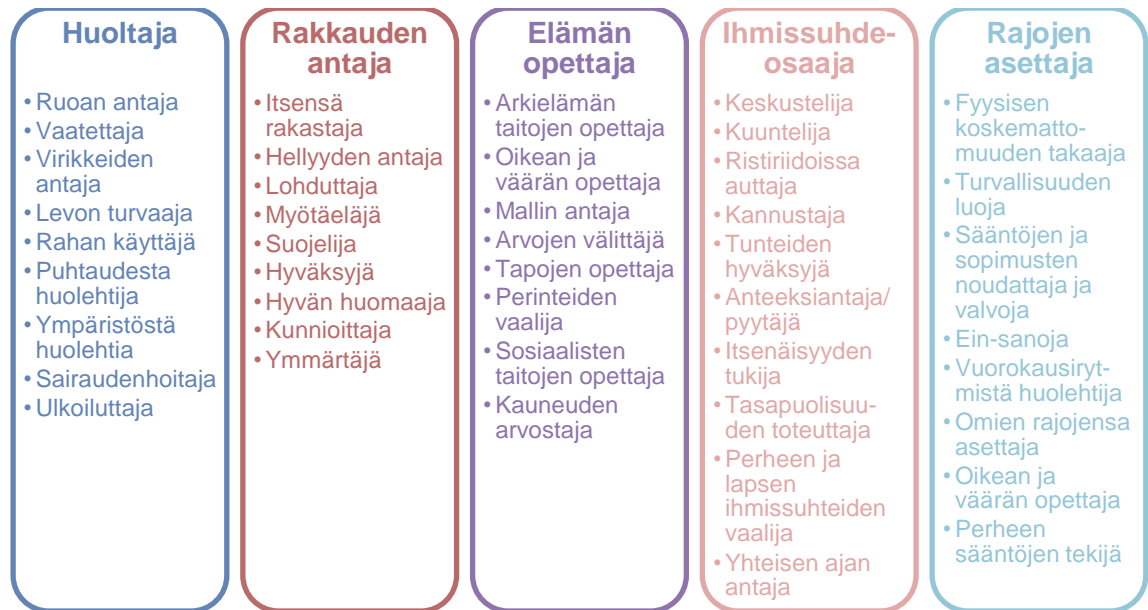 Huoltaja
• Ruoan antaja
• Vaatettaja
• Virikkeiden
antaja
• Levon turvaaja
• Rahan käyttäjä
• Puhtaudesta
huolehtija
• Ympäristöstä
huolehtia
• Sairaudenhoitaja
• Ulkoiluttaja
Rakkauden
antaja
• Itsensä
rakastaja
• Hellyyden antaja
• Lohduttaja
• Myötäeläjä
• Suojelija
• Hyväksyjä
• Hyvän huomaaja
• Kunnioittaja
• Ymmärtäjä
Elämän
opettaja
• Arkielämän
taitojen opettaja
• Oikean ja
väärän opettaja
• Mallin antaja
• Arvojen välittäjä
• Tapojen opettaja
• Perinteiden
vaalija
• Sosiaalisten
taitojen opettaja
• Kauneuden
arvostaja
Ihmissuhde-
osaaja
• Keskustelija
• Kuuntelija
• Ristiriidoissa
auttaja
• Kannustaja
• Tunteiden
hyväksyjä
• Anteeksiantaja/
pyytäjä
• Itsenäisyyden
tukija
• Tasapuolisuu-
den toteuttaja
• Perheen ja
lapsen
ihmissuhteiden
vaalija
• Yhteisen ajan
antaja
Rajojen
asettaja
• Fyysisen
koskematto-
muuden takaaja
• Turvallisuuden
luoja
• Sääntöjen ja
sopimusten
noudattaja ja
valvoja
• Ein-sanoja
• Vuorokausiryt-
mistä huolehtija
• Omien rajojensa
asettaja
• Oikean ja
väärän opettaja
• Perheen
sääntöjen tekijä